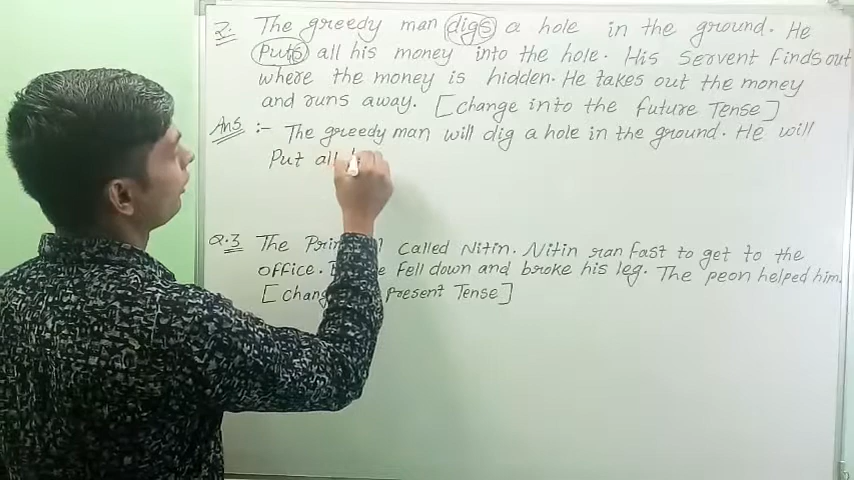 2. The greedy man digs a hole in the ground. He
Puts all his money into the hole. His Servent finds out
where the money is hidden. He takes out the money
and runs away. [change into the future Tense]
Ans :- The greedy man will dig a hole in the ground. He will
Put all
Q.3 The called Nitin. Nitin ran fast to get to the
office. fell down and broke his leg. The peon helped him.
[ Present Tense]